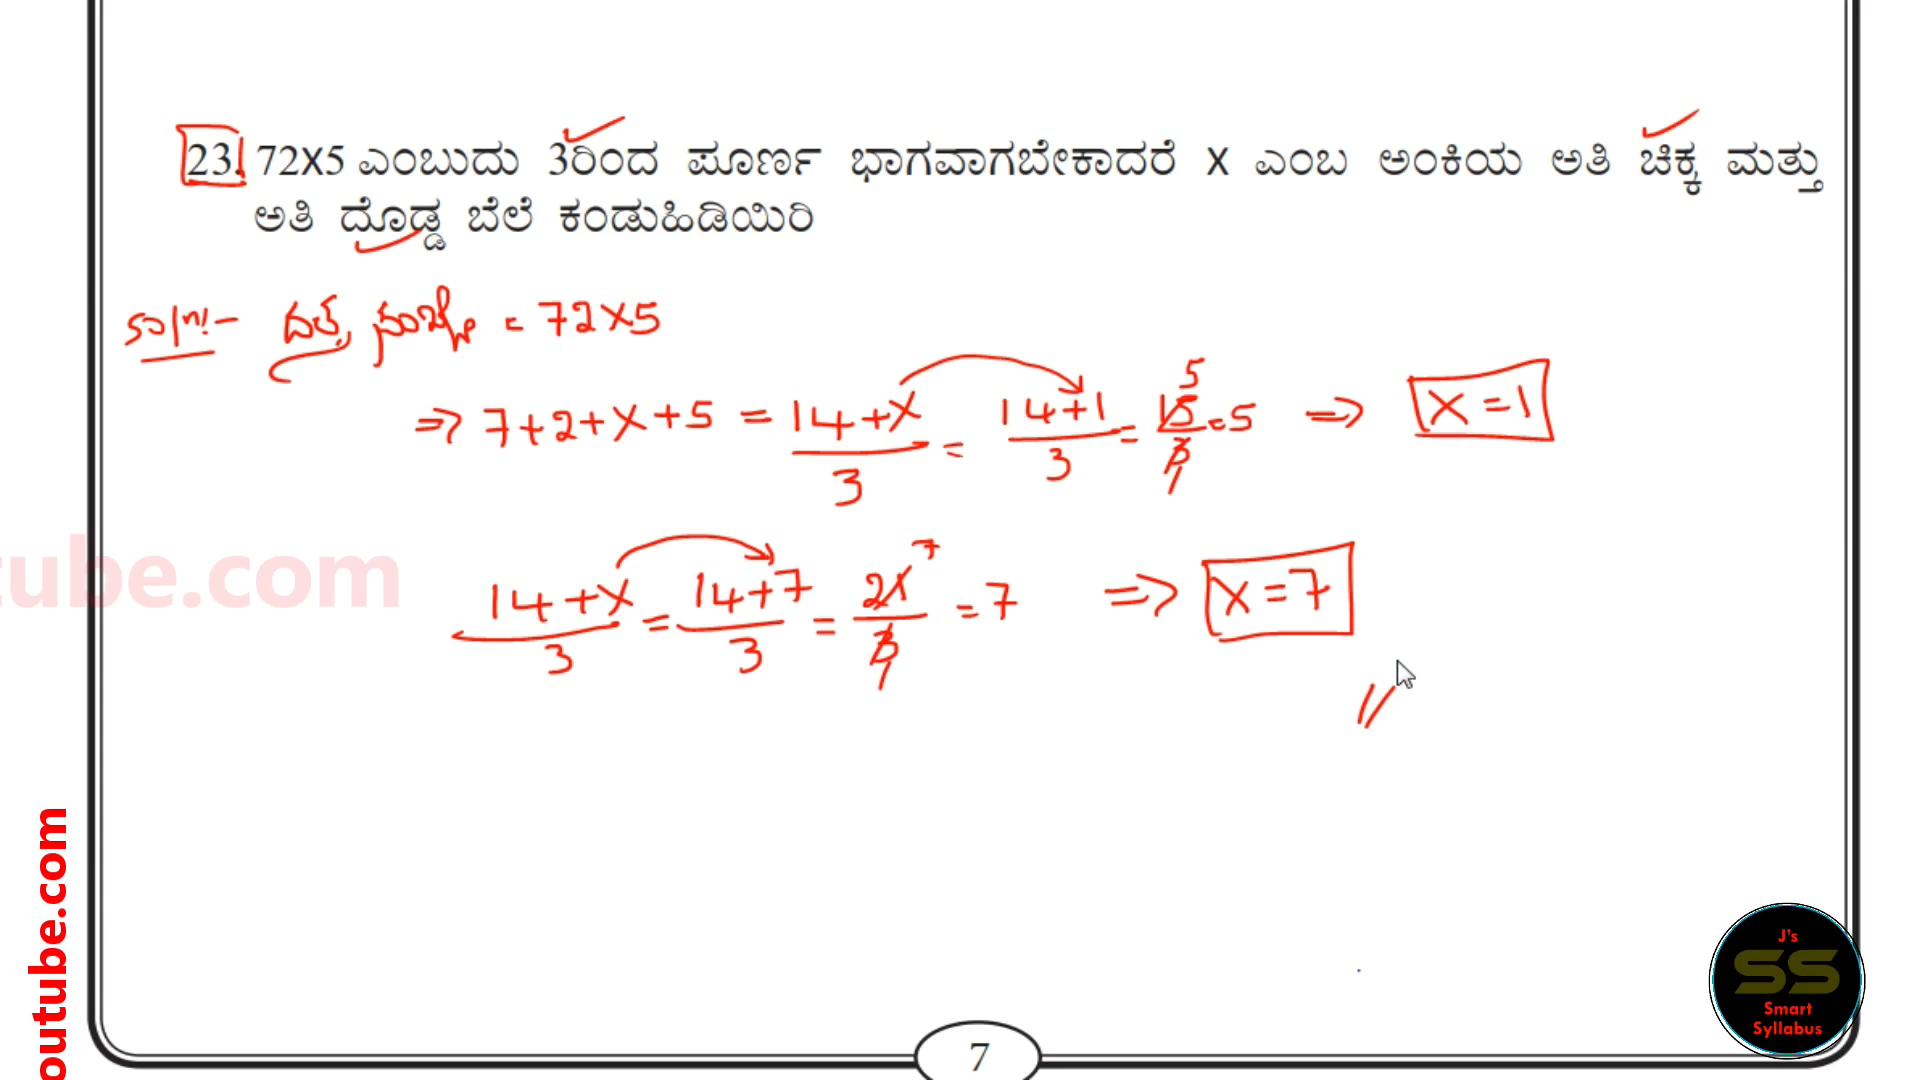 23. 72X5 ಎಂಬುದು 3ರಿಂದ ಪೂರ್ಣ ಭಾಗವಾಗಬೇಕಾದರೆ X ಎಂಬ ಅಂಕಿಯ ಅತಿ ಚಿಕ್ಕ ಮತ್ತು
ಅತಿ ದೊಡ್ಡ ಬೆಲೆ ಕಂಡುಹಿಡಿಯಿರಿ
ದತ್ತ ಸಂಖ್ಯೆ = 72X5
=> 7+2+X+5 = 14+X/3 = 14+1/3 = 15/3 = 5 => X=1
14+X/3 = 14+7/3 = 21/3 = 7 => X=7
tube.com
outube.com
J's
SS
Smart
Syllabus
7